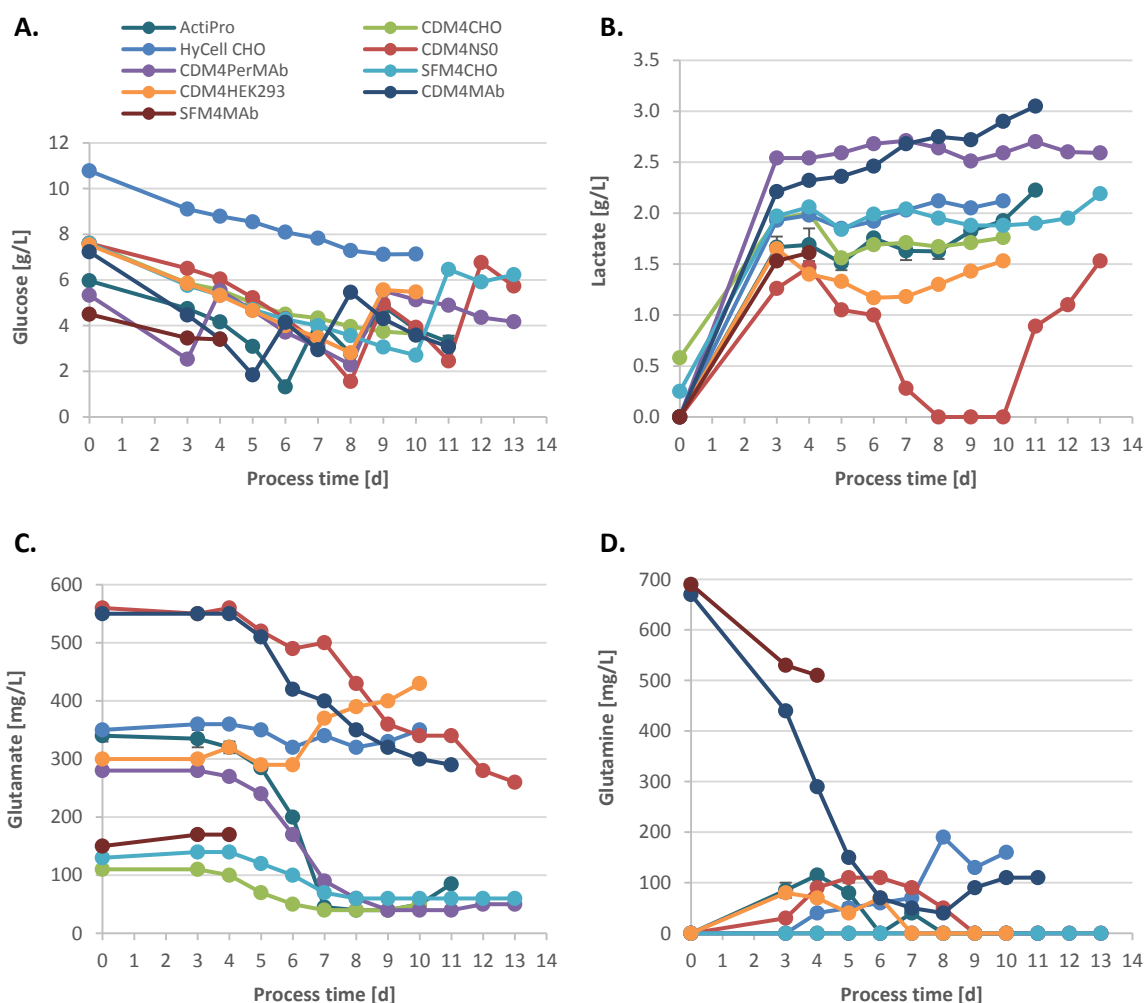 A.
ActiPro
CDM4CHO
HyCell CHO
CDM4NS0
CDM4PerMAb
SFM4CHO
CDM4HEK293
CDM4MAb
SFM4MAb
12
10
8
6
4
2
0
Glucose [g/L]
0 1 2 3 4 5 6 7 8 9 10 11 12 13 14
Process time [d]
B.
3.5
3.0
2.5
2.0
1.5
1.0
0.5
0.0
Lactate [g/L]
0 1 2 3 4 5 6 7 8 9 10 11 12 13 14
Process time [d]
C.
600
500
400
300
200
100
0
Glutamate [mg/L]
0 1 2 3 4 5 6 7 8 9 10 11 12 13 14
Process time [d]
D.
700
600
500
400
300
200
100
0
Glutamine [mg/L]
0 1 2 3 4 5 6 7 8 9 10 11 12 13 14
Process time [d]